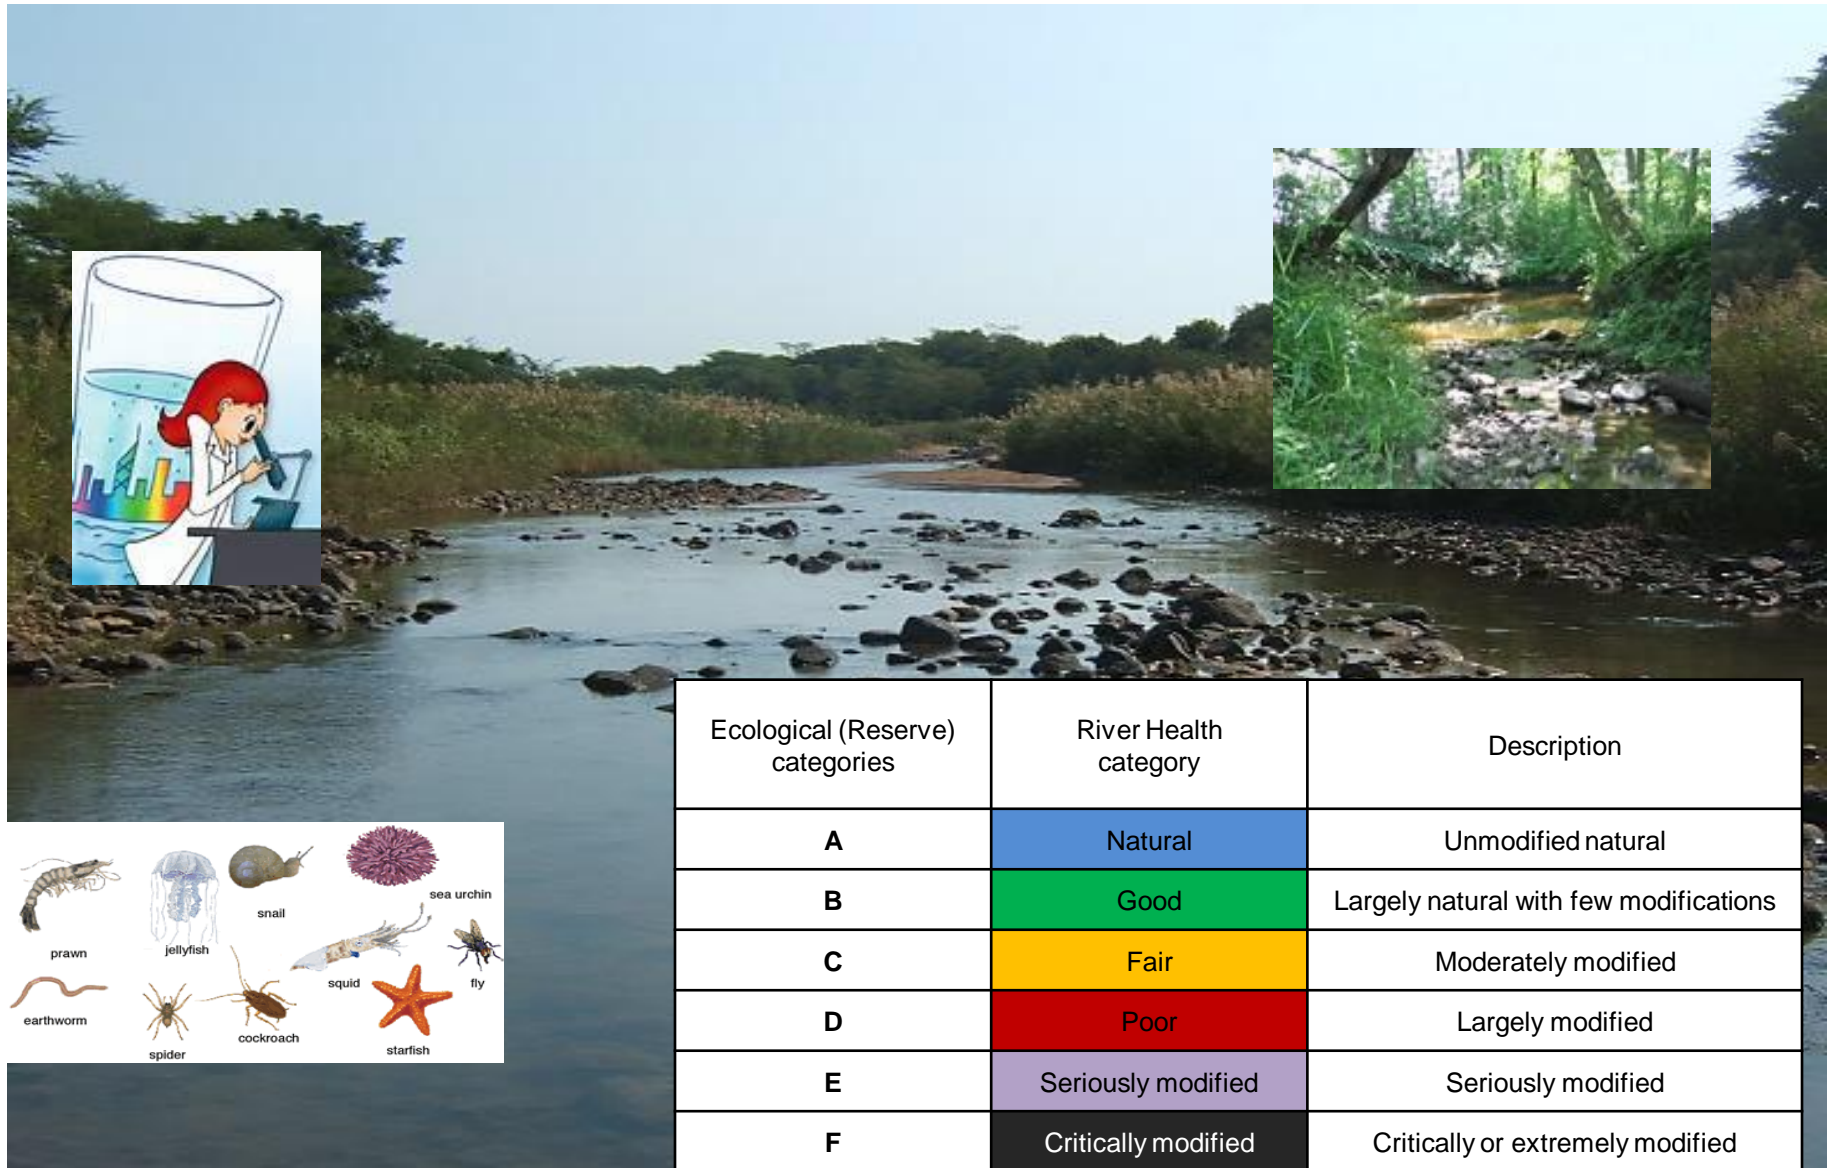 Ecological (Reserve)
categories
River Health
category
Description
A
Natural
Unmodified natural
B
Good
Largely natural with few modifications
C
Fair
Moderately modified
D
Poor
Largely modified
E
Seriously modified
Seriously modified
F
Critically modified
Critically or extremely modified
prawn
jellyfish
snail
sea urchin
squid
fly
earthworm
spider
cockroach
starfish